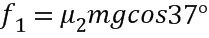 f₁ = μ₂mgcos37°